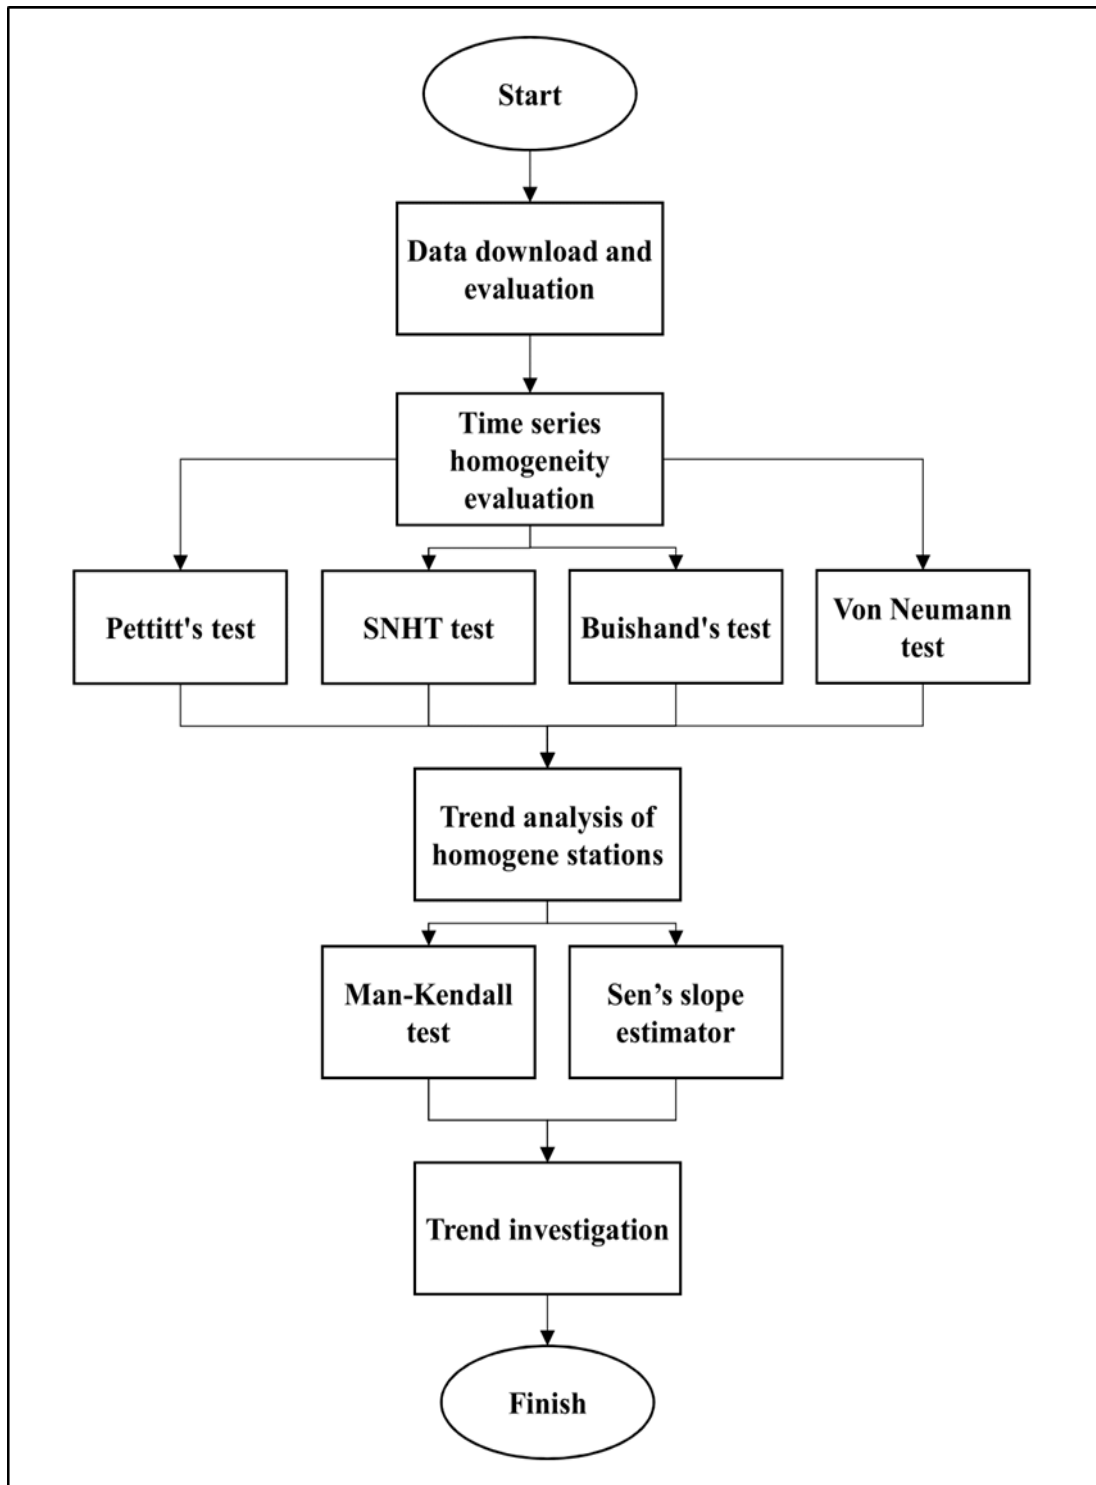 Start
Data download and
evaluation
Time series
homogeneity
evaluation
Pettitt's test
SNHT test
Buishand's test
Von Neumann
test
Trend analysis of
homogene stations
Man-Kendall
test
Sen’s slope
estimator
Trend investigation
Finish